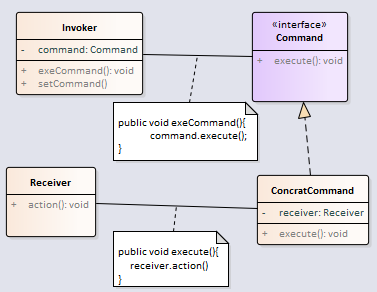 Invoker
- command: Command
+ exeCommand(): void
+ setCommand()
«interface»
Command
+ execute(): void
public void exeCommand(){
command.execute();
}
Receiver
+ action(): void
ConcratCommand
- receiver: Receiver
+ execute(): void
public void execute(){
receiver.action()
}